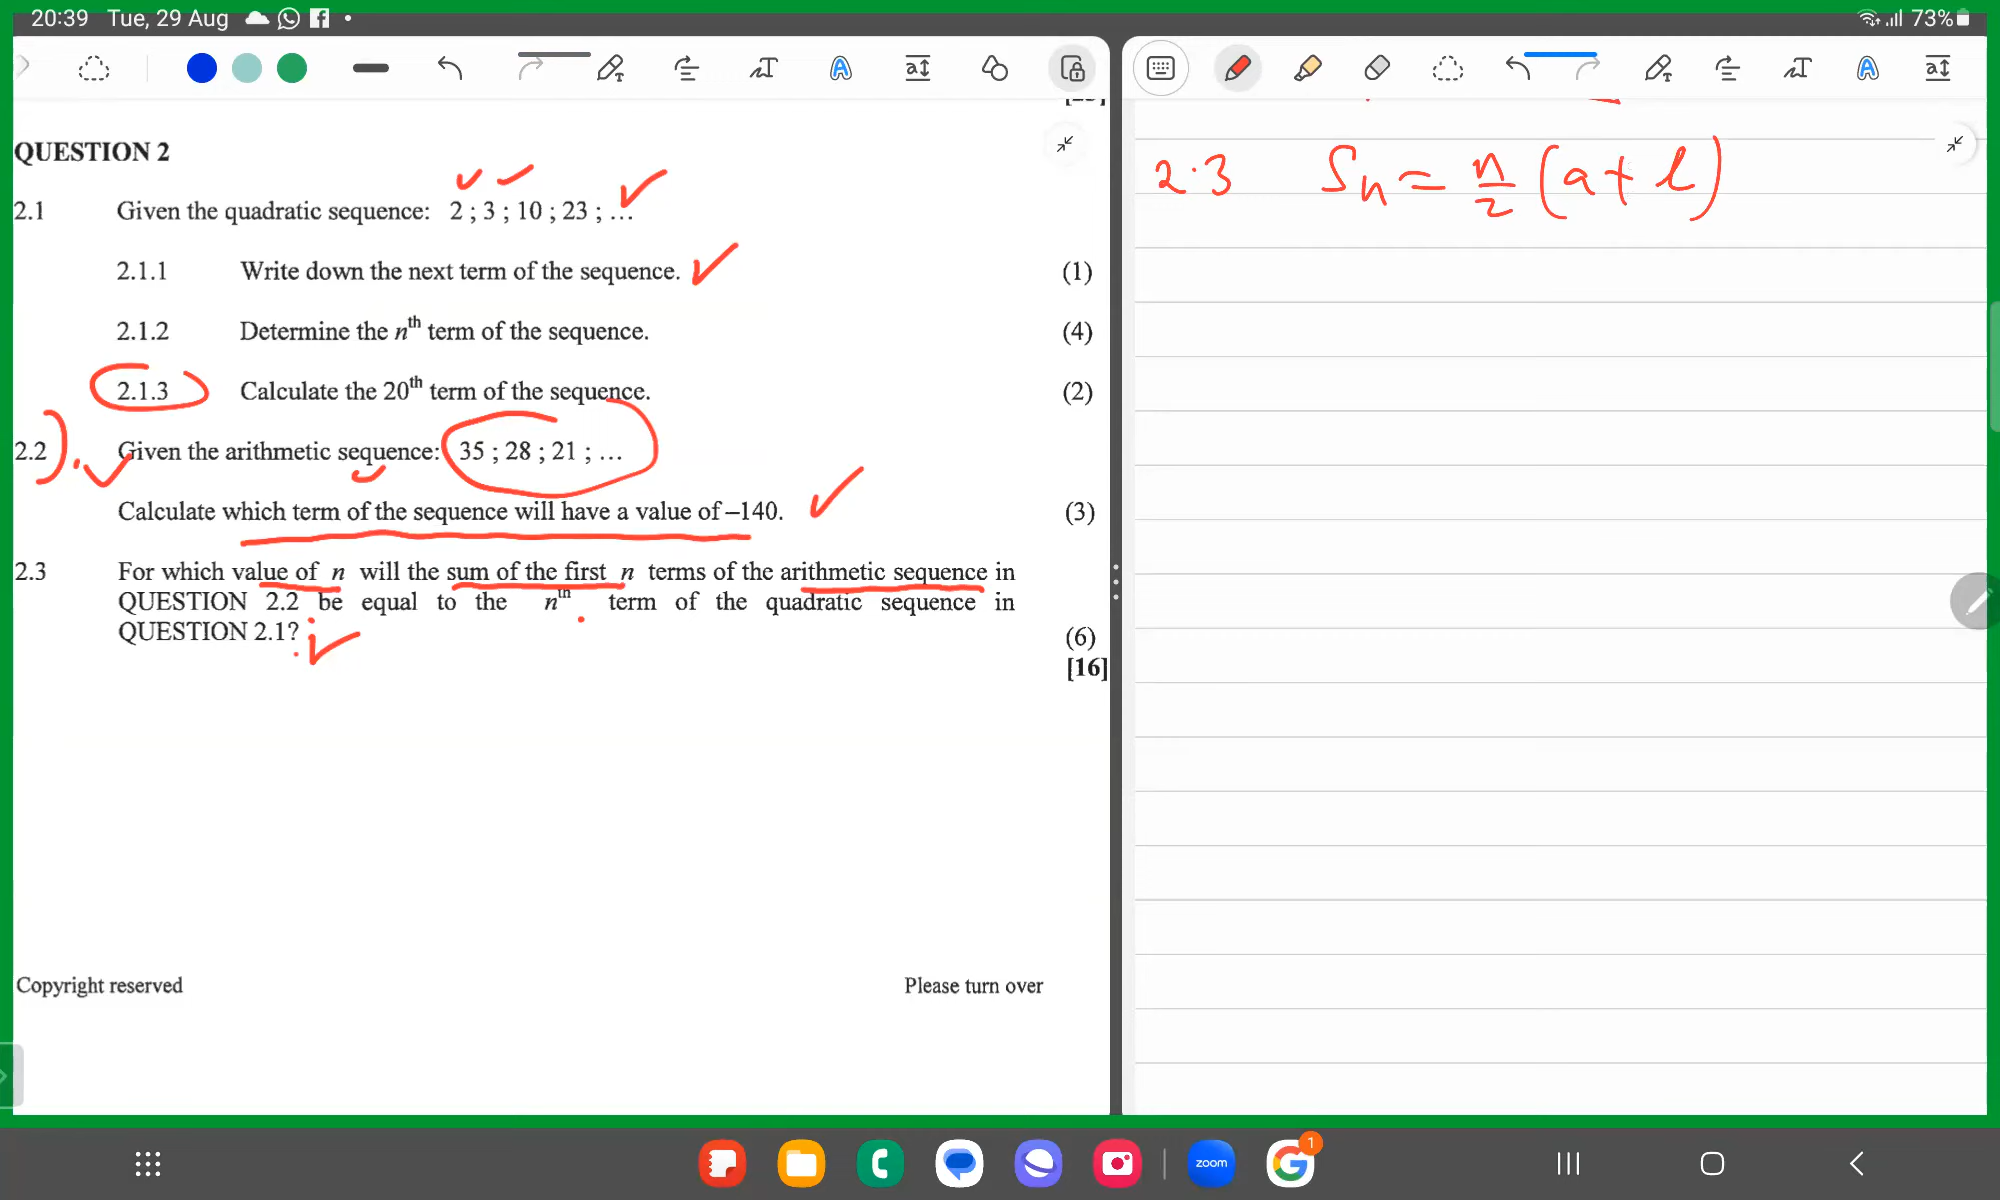 20:39 Tue, 29 Aug
73%
[23]
QUESTION 2
2.1 Given the quadratic sequence: 2 ; 3 ; 10 ; 23 ; ...
2.1.1 Write down the next term of the sequence. (1)
2.1.2 Determine the nth term of the sequence. (4)
2.1.3 Calculate the 20th term of the sequence. (2)
2.2 Given the arithmetic sequence: 35 ; 28 ; 21 ; ...
Calculate which term of the sequence will have a value of –140. (3)
2.3 For which value of n will the sum of the first n terms of the arithmetic sequence in
QUESTION 2.2 be equal to the nth term of the quadratic sequence in
QUESTION 2.1? (6)
[16]
Copyright reserved
Please turn over
2.3 Sn = n/2 (a + l)
zoom
1